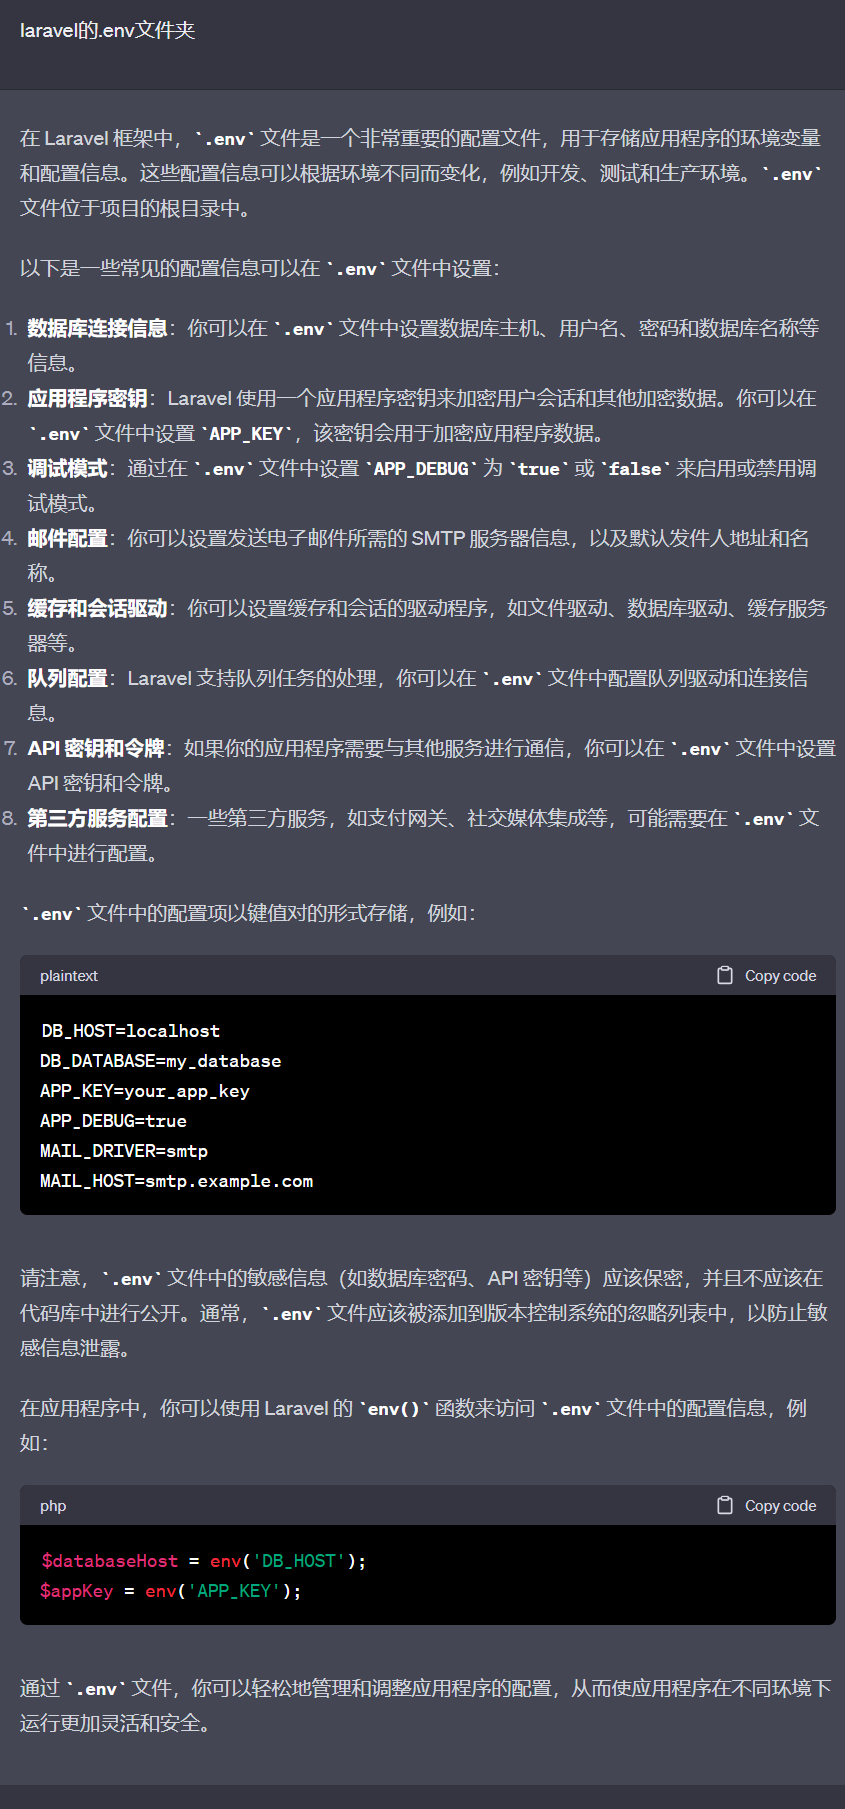 laravel的.env文件夹
在 Laravel 框架中，`.env` 文件是一个非常重要的配置文件，用于存储应用程序的环境变量
和配置信息。这些配置信息可以根据环境不同而变化，例如开发、测试和生产环境。`.env`
文件位于项目的根目录中。
以下是一些常见的配置信息可以在 `.env` 文件中设置：
1. 数据库连接信息：你可以在 `.env` 文件中设置数据库主机、用户名、密码和数据库名称等
信息。
2. 应用程序密钥：Laravel 使用一个应用程序密钥来加密用户会话和其他加密数据。你可以在
`.env` 文件中设置 `APP_KEY`，该密钥会用于加密应用程序数据。
3. 调试模式：通过在 `.env` 文件中设置 `APP_DEBUG` 为 `true` 或 `false` 来启用或禁用调
试模式。
4. 邮件配置：你可以设置发送电子邮件所需的 SMTP 服务器信息，以及默认发件人地址和名
称。
5. 缓存和会话驱动：你可以设置缓存和会话的驱动程序，如文件驱动、数据库驱动、缓存服务
器等。
6. 队列配置：Laravel 支持队列任务的处理，你可以在 `.env` 文件中配置队列驱动和连接信
息。
7. API 密钥和令牌：如果你的应用程序需要与其他服务进行通信，你可以在 `.env` 文件中设置
API 密钥和令牌。
8. 第三方服务配置：一些第三方服务，如支付网关、社交媒体集成等，可能需要在 `.env` 文
件中进行配置。
`.env` 文件中的配置项以键值对的形式存储，例如：
plaintext Copy code
DB_HOST=localhost
DB_DATABASE=my_database
APP_KEY=your_app_key
APP_DEBUG=true
MAIL_DRIVER=smtp
MAIL_HOST=smtp.example.com
请注意，`.env` 文件中的敏感信息（如数据库密码、API 密钥等）应该保密，并且不应该在
代码库中进行公开。通常，`.env` 文件应该被添加到版本控制系统的忽略列表中，以防止敏
感信息泄露。
在应用程序中，你可以使用 Laravel 的 `env()` 函数来访问 `.env` 文件中的配置信息，例
如：
php Copy code
$databaseHost = env('DB_HOST');
$appKey = env('APP_KEY');
通过 `.env` 文件，你可以轻松地管理和调整应用程序的配置，从而使应用程序在不同环境下
运行更加灵活和安全。